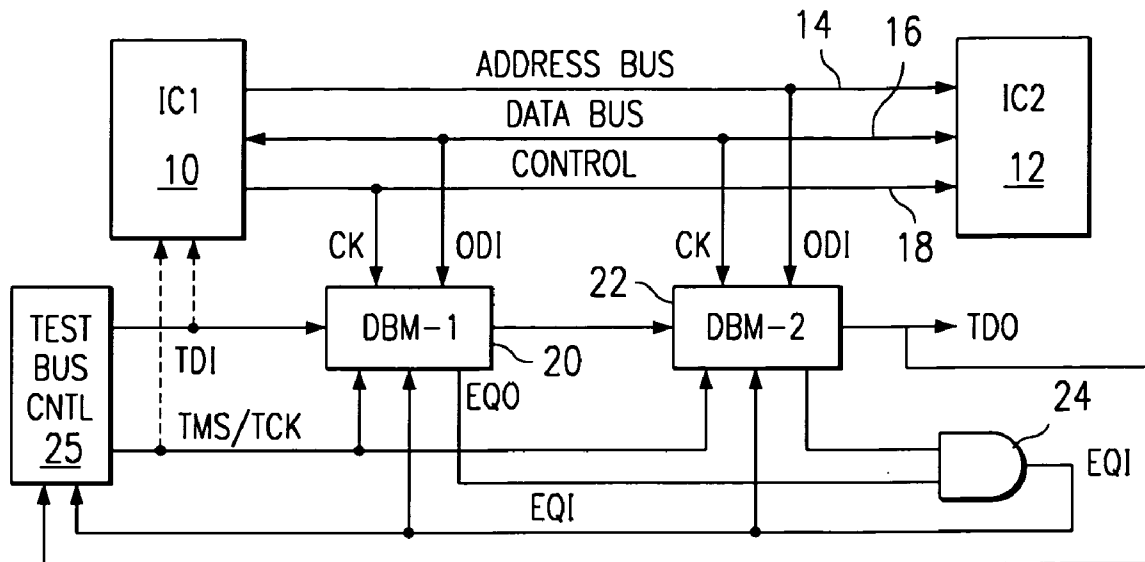 14
16
ADDRESS BUS
IC1
10
IC2
12
DATA BUS
CONTROL
18
CK
ODI
CK
ODI
22
TEST
BUS
CNTL
25
TDI
DBM-1
20
DBM-2
TDO
EQO
TMS/TCK
24
EQI
EQI